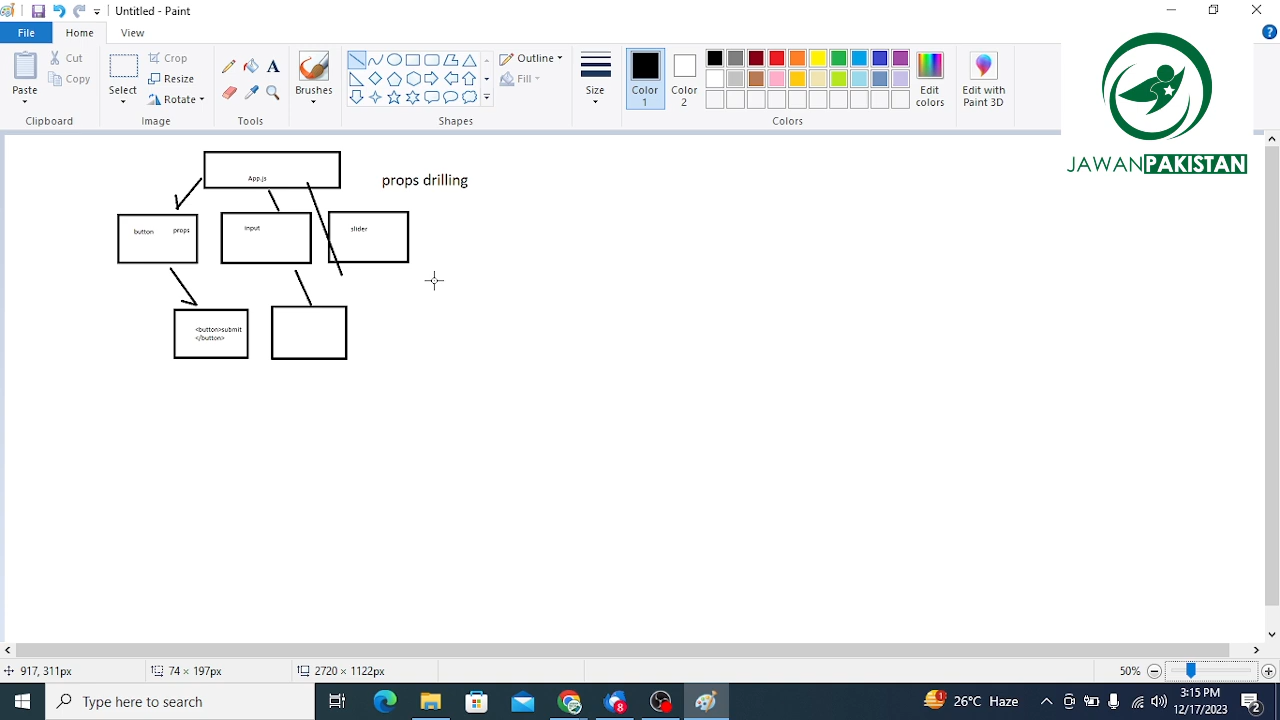 Untitled - Paint
File
Home
View
Paste
Cut
Copy
Clipboard
Select
Crop
Resize
Rotate
Image
A
Tools
Brushes
Outline
Fill
Shapes
Size
Color 1
Color 2
Edit colors
Colors
Edit with Paint 3D
JAWANPAKISTAN
App.js
props drilling
button props
input
slider
<button>submit
</button>
917, 311px
74 × 197px
2720 × 1122px
50%
Type here to search
8
1
26°C Haze
3:15 PM
12/17/2023
2